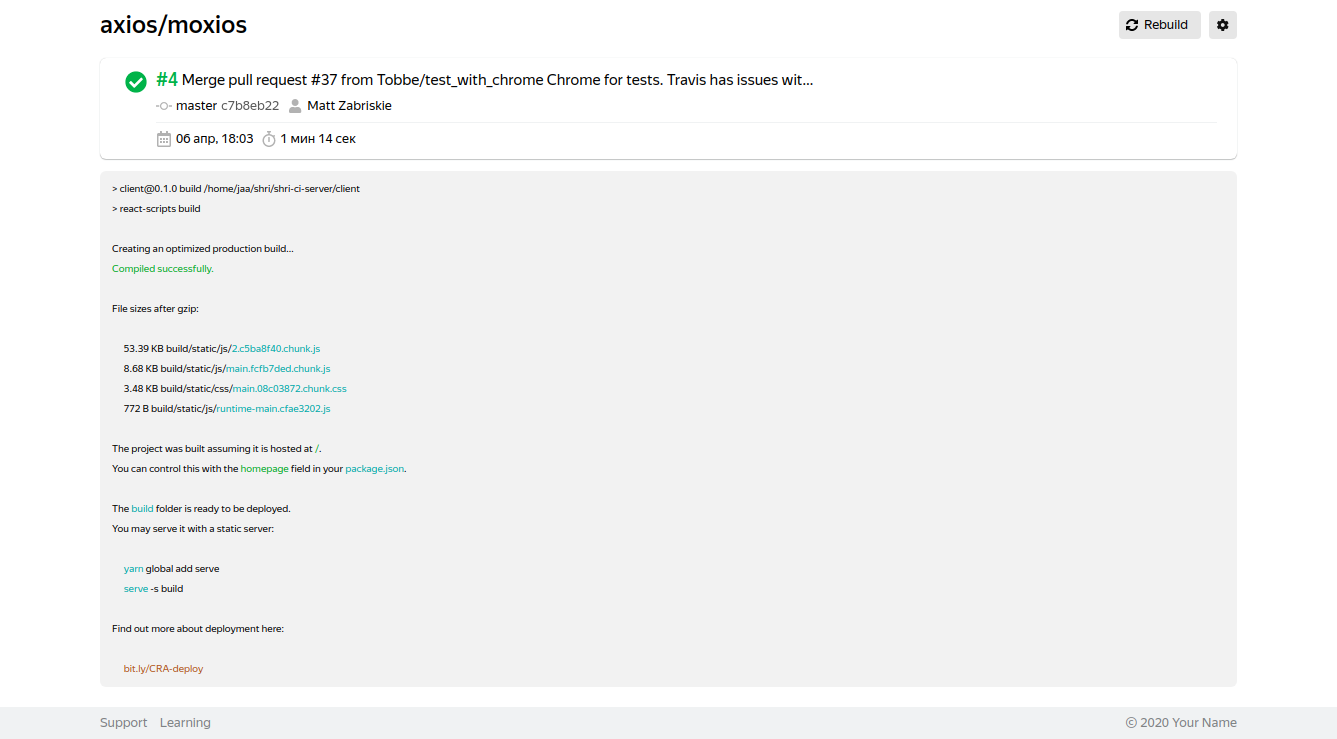 axios/moxios
Rebuild
#4 Merge pull request #37 from Tobbe/test_with_chrome Chrome for tests. Travis has issues wit...
master c7b8eb22 Matt Zabriskie
06 апр, 18:03 1 мин 14 сек
> client@0.1.0 build /home/jaa/shri/shri-ci-server/client
> react-scripts build
Creating an optimized production build...
Compiled successfully.
File sizes after gzip:
53.39 KB build/static/js/2.c5ba8f40.chunk.js
8.68 KB build/static/js/main.fcfb7ded.chunk.js
3.48 KB build/static/css/main.08c03872.chunk.css
772 B build/static/js/runtime-main.cfae3202.js
The project was built assuming it is hosted at /.
You can control this with the homepage field in your package.json.
The build folder is ready to be deployed.
You may serve it with a static server:
yarn global add serve
serve -s build
Find out more about deployment here:
bit.ly/CRA-deploy
Support Learning © 2020 Your Name